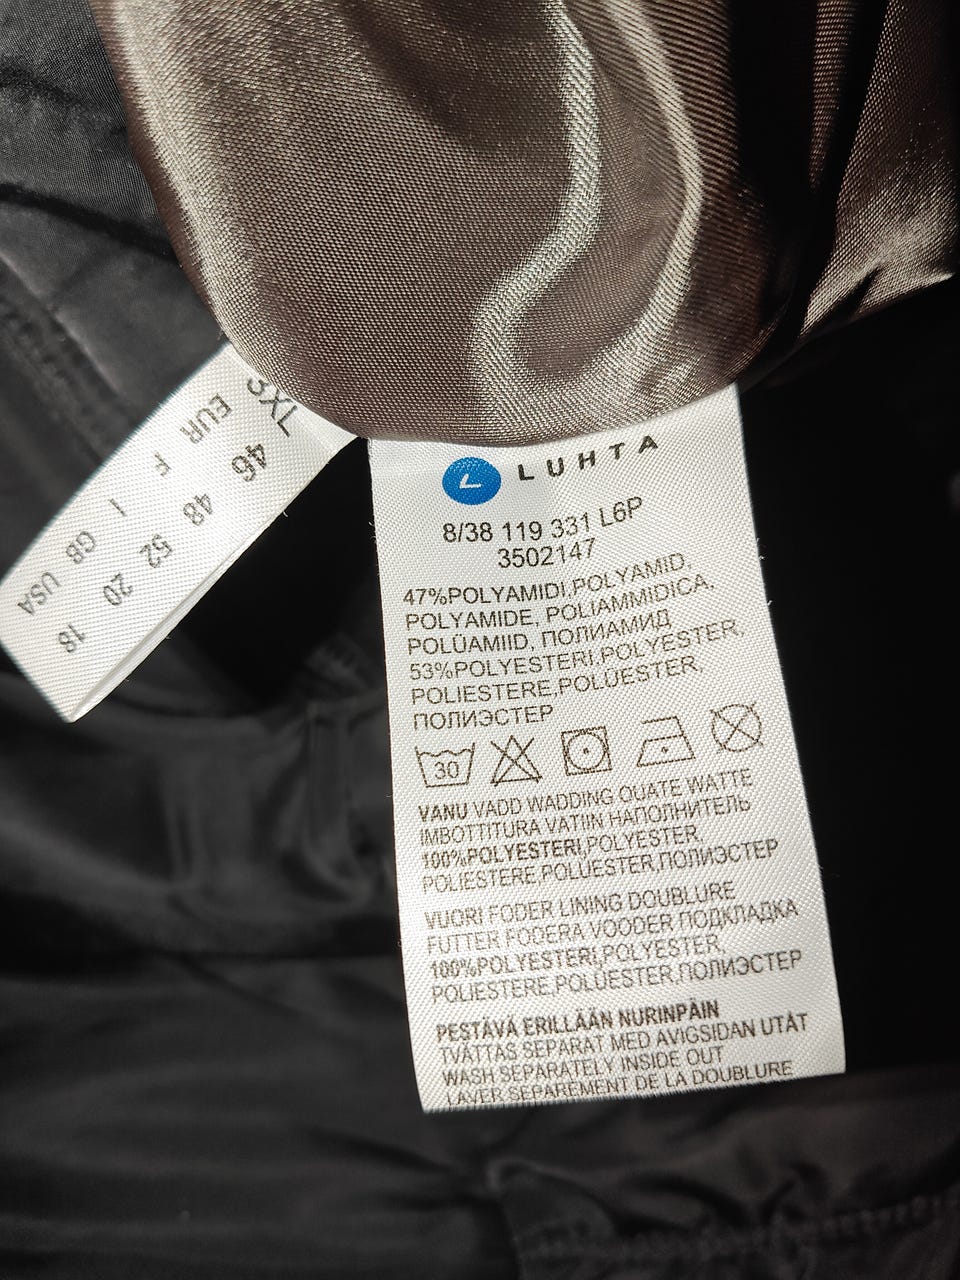 LUHTA
8/38 119 331 L6P
3502147
47%POLYAMIDI,POLYAMID,
POLYAMIDE, POLIAMMIDICA,
POLÜAMIID, ПОЛИАМИД
53%POLYESTERI,POLYESTER,
POLIESTERE,POLÜESTER,
ПОЛИЭСТЕР
30
VANU VADD WADDING OUATE WATTE
IMBOTTITURA VATIIN НАПОЛНИТЕЛЬ
100%POLYESTERI,POLYESTER,
POLIESTERE,POLÜESTER,ПОЛИЭСТЕР
VUORI FODER LINING DOUBLURE
FUTTER FODERA VOODER ПОДКЛАДКА
100%POLYESTERI,POLYESTER,
POLIESTERE,POLÜESTER,ПОЛИЭСТЕР
PESTÄVÄ ERILLÄÄN NURINPÄIN
TVÄTTAS SEPARAT MED AVIGSIDAN UTÅT
WASH SEPARATELY INSIDE OUT
LAVER SEPAREMENT DE LA DOUBLURE
XL
EUR 46
F 48
I 52
GB 20
USA 18